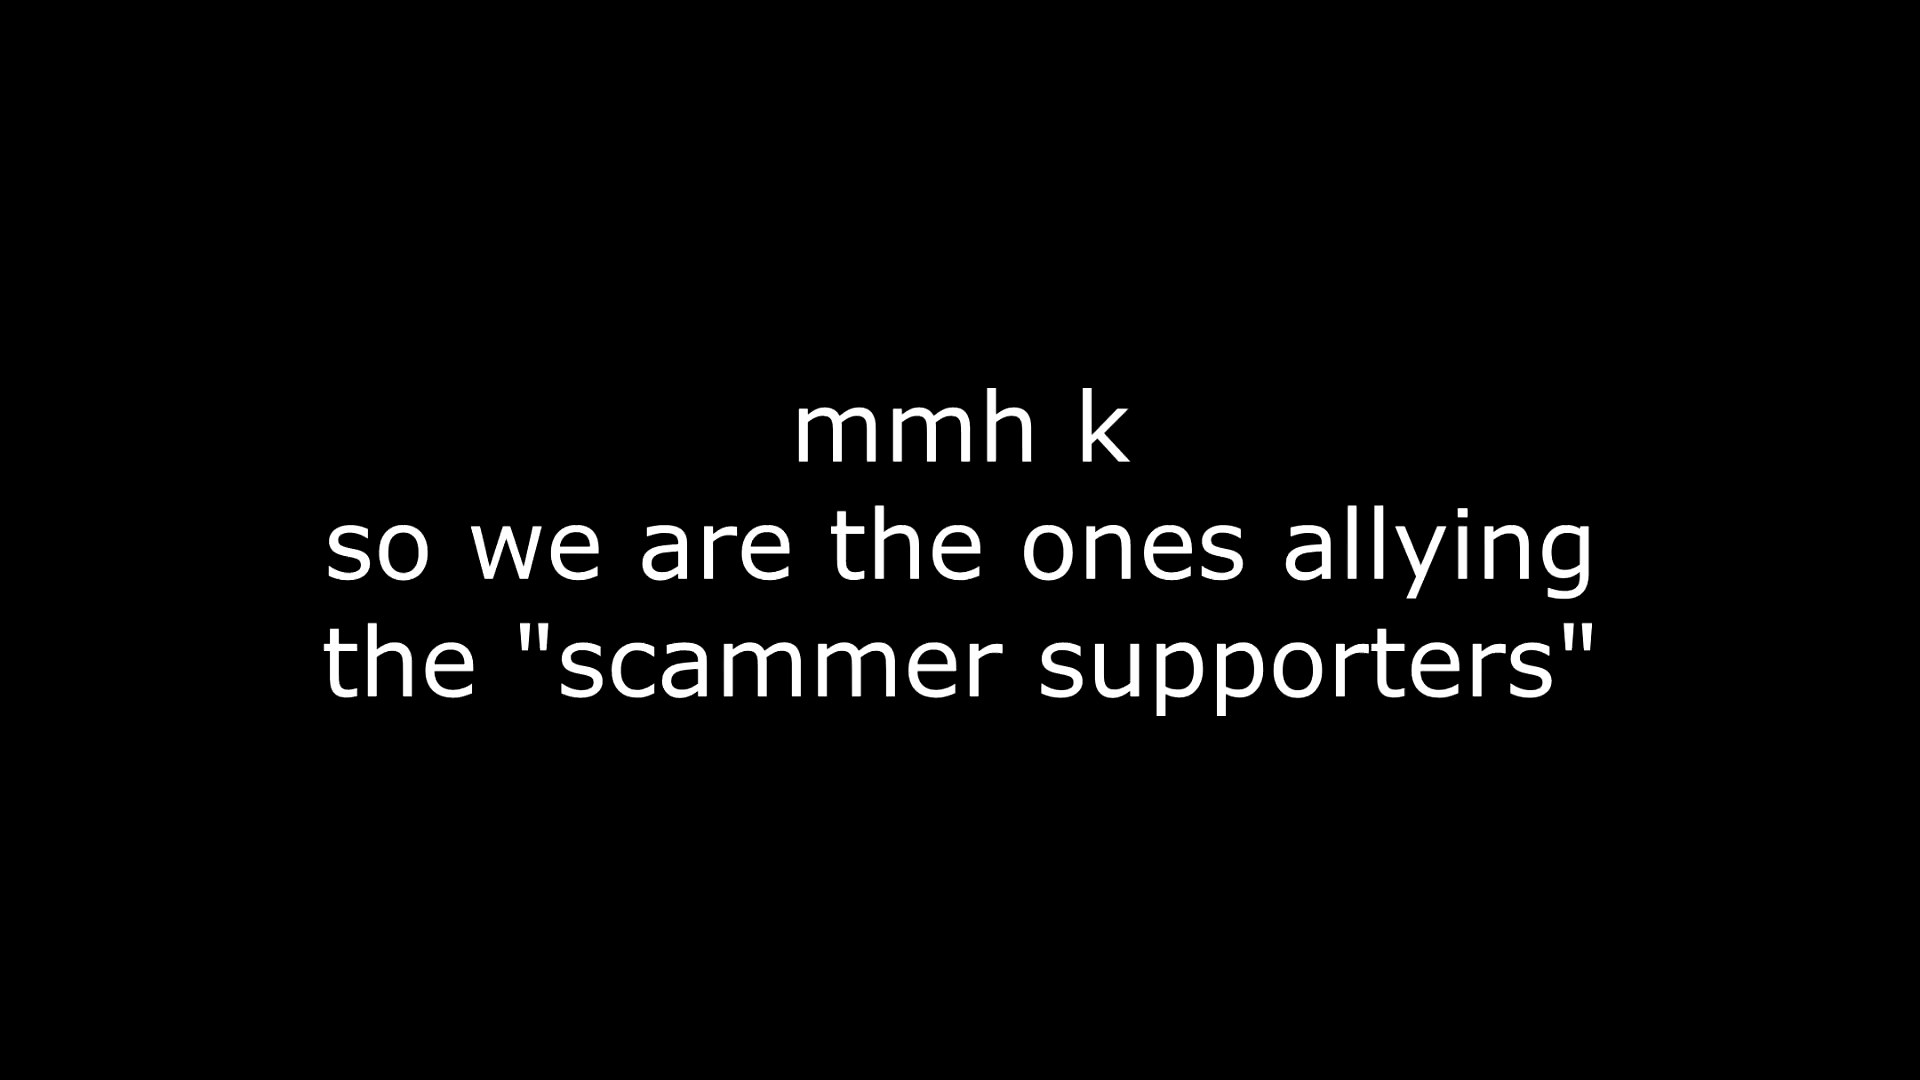 mmh k
so we are the ones allying
the "scammer supporters"